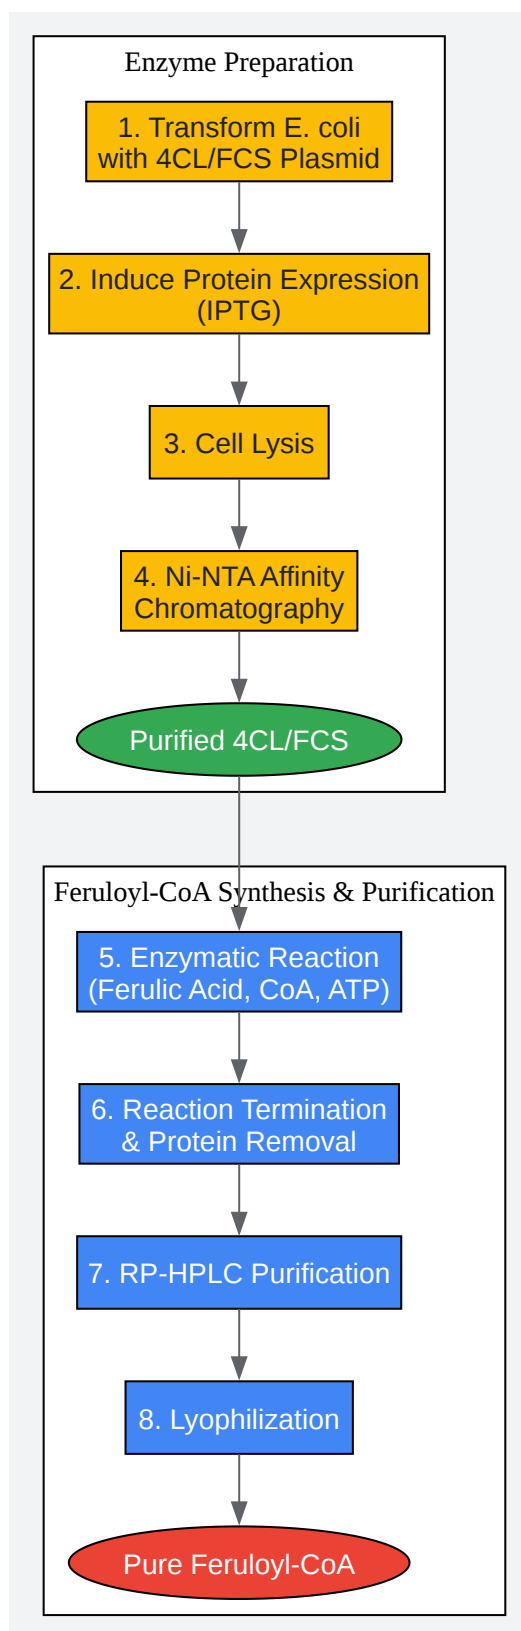 Enzyme Preparation
1. Transform E. coli
with 4CL/FCS Plasmid
2. Induce Protein Expression
(IPTG)
3. Cell Lysis
4. Ni-NTA Affinity
Chromatography
Purified 4CL/FCS
Feruloyl-CoA Synthesis & Purification
5. Enzymatic Reaction
(Ferulic Acid, CoA, ATP)
6. Reaction Termination
& Protein Removal
7. RP-HPLC Purification
8. Lyophilization
Pure Feruloyl-CoA